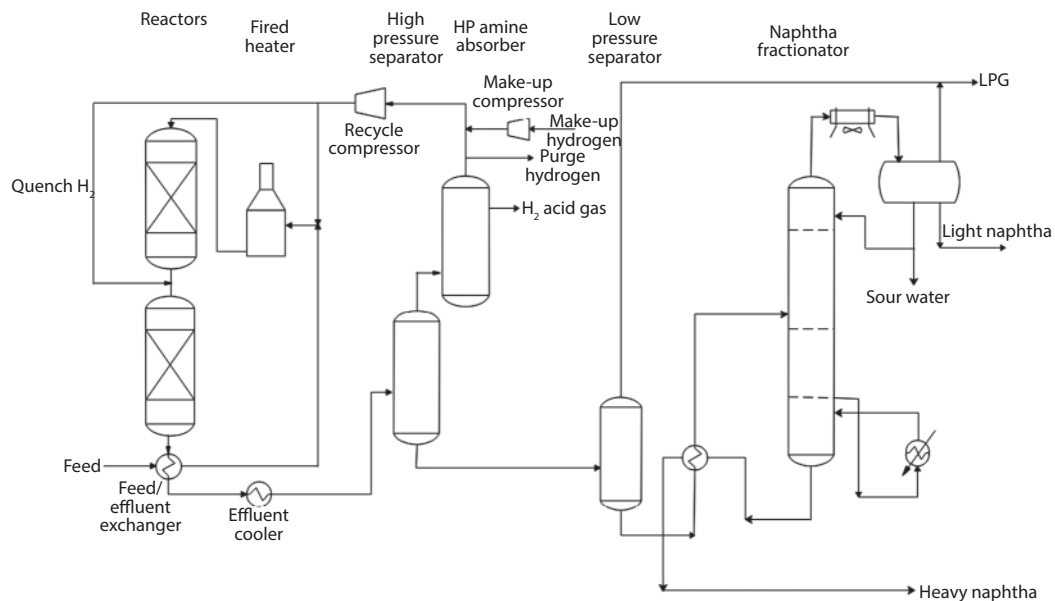 Reactors
Fired
heater
High
pressure
separator
HP amine
absorber
Low
pressure
separator
Naphtha
fractionator
LPG
Make-up
compressor
Make-up
hydrogen
Recycle
compressor
Purge
hydrogen
Quench H₂
H₂ acid gas
Light naphtha
Sour water
Feed
Feed/
effluent
exchanger
Effluent
cooler
Heavy naphtha